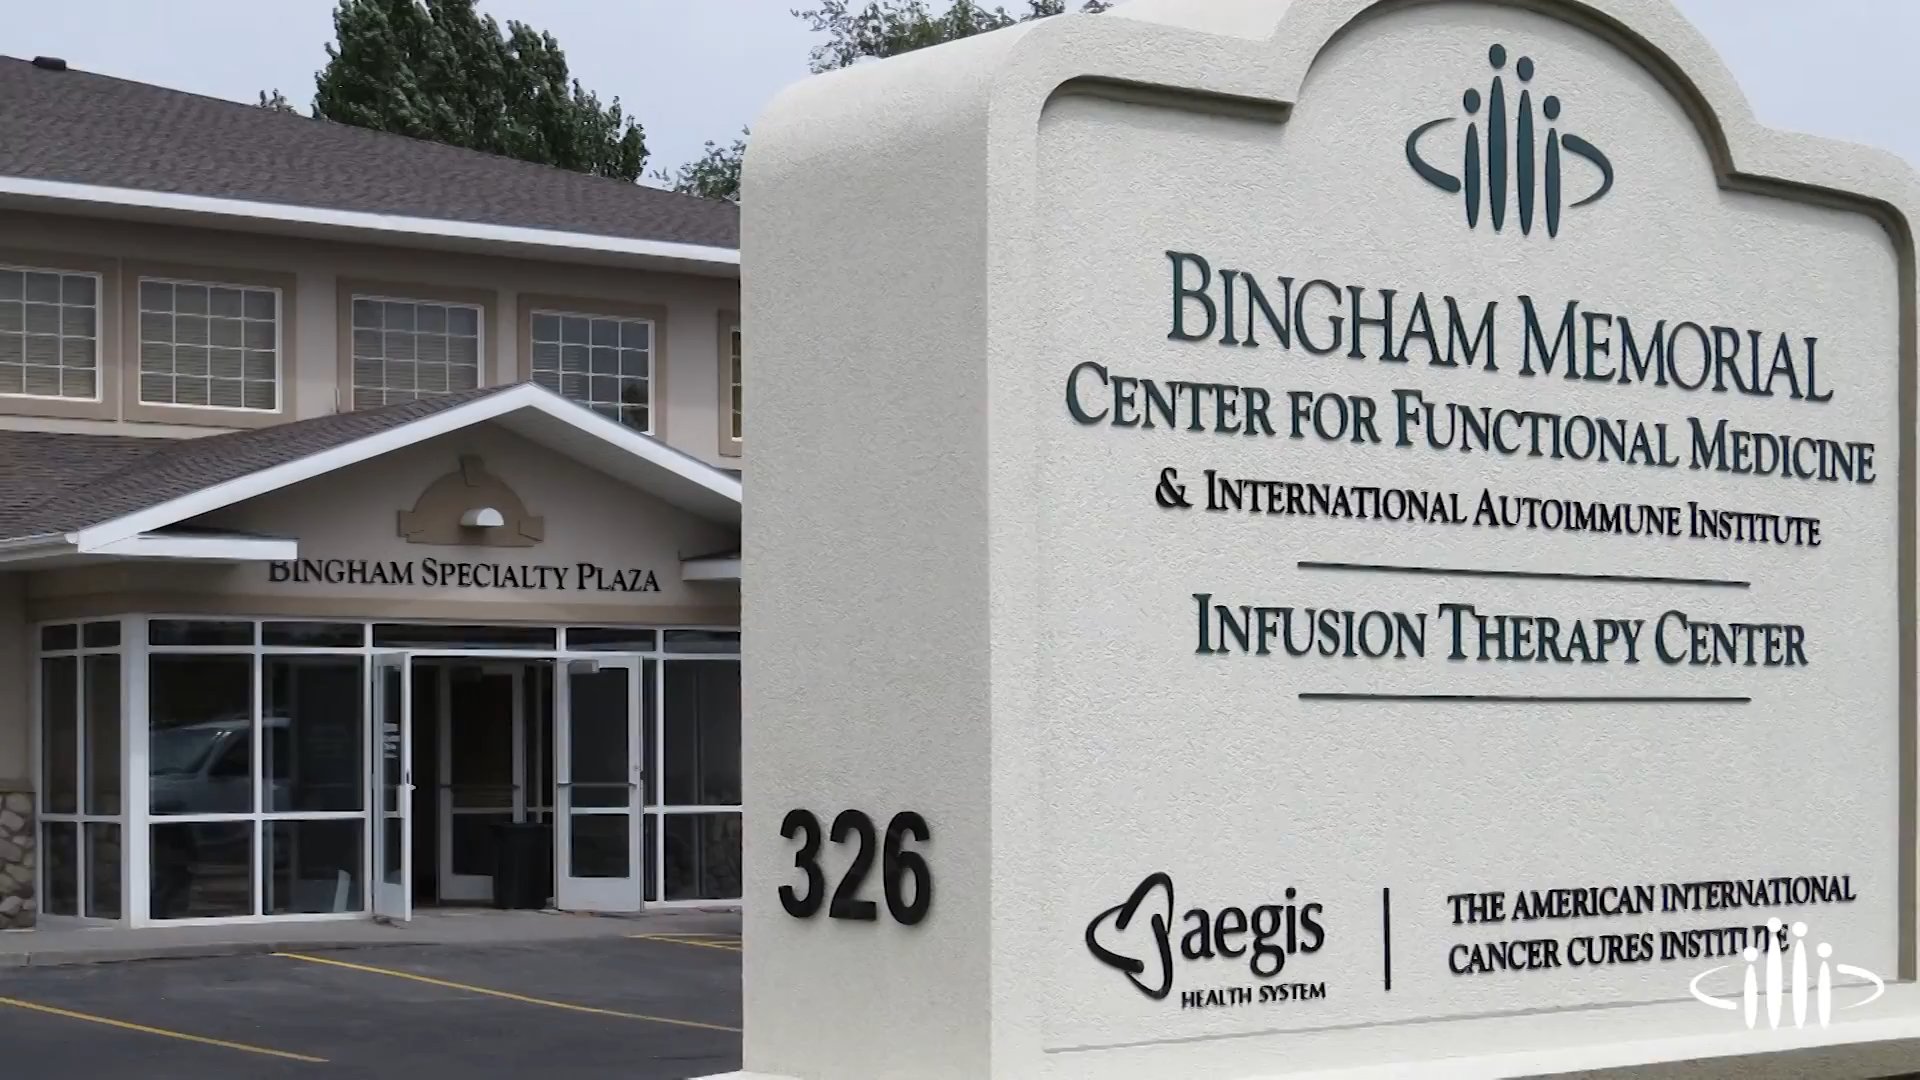 BINGHAM SPECIALTY PLAZA
326
BINGHAM MEMORIAL
CENTER FOR FUNCTIONAL MEDICINE
& INTERNATIONAL AUTOIMMUNE INSTITUTE
INFUSION THERAPY CENTER
aegis
HEALTH SYSTEM
THE AMERICAN INTERNATIONAL
CANCER CURES INSTITUTE